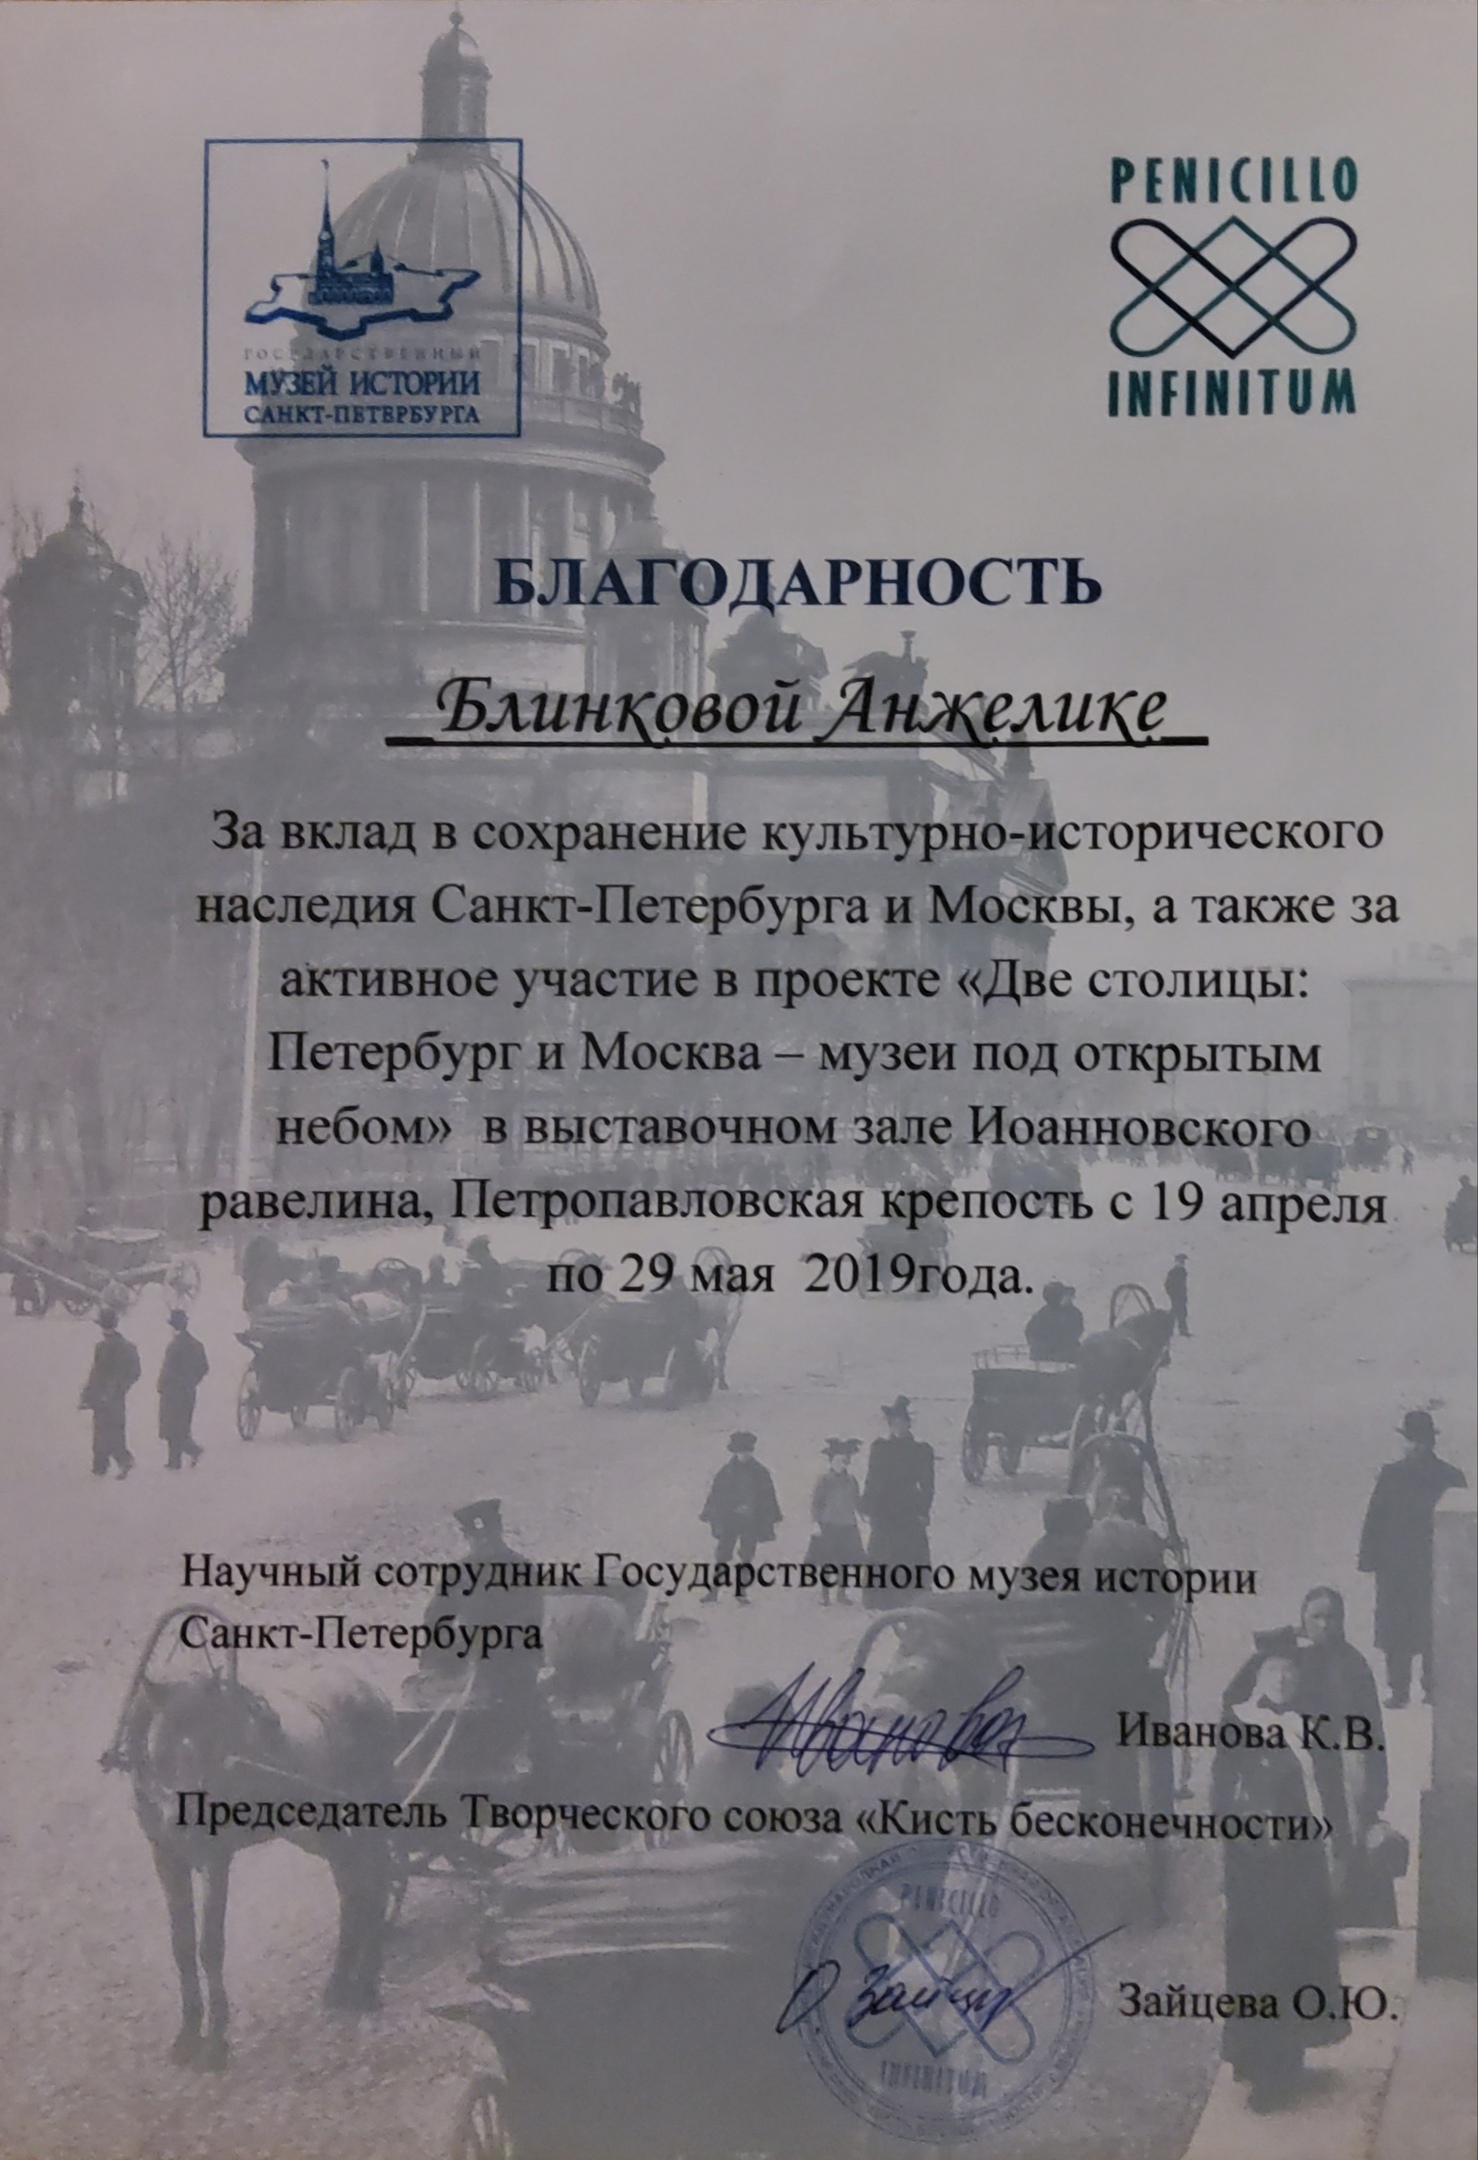 ГОСУДАРСТВЕННЫЙ
МУЗЕЙ ИСТОРИИ
САНКТ-ПЕТЕРБУРГА
PENICILLO
INFINITUM
БЛАГОДАРНОСТЬ
Блинковой Анжелике
За вклад в сохранение культурно-исторического
наследия Санкт-Петербурга и Москвы, а также за
активное участие в проекте «Две столицы:
Петербург и Москва – музеи под открытым
небом» в выставочном зале Иоанновского
равелина, Петропавловская крепость с 19 апреля
по 29 мая 2019года.
Научный сотрудник Государственного музея истории
Санкт-Петербурга
Иванова
Иванова К.В.
Председатель Творческого союза «Кисть бесконечности»
PENICILLO
INFINITUM
Зайцева О.Ю.